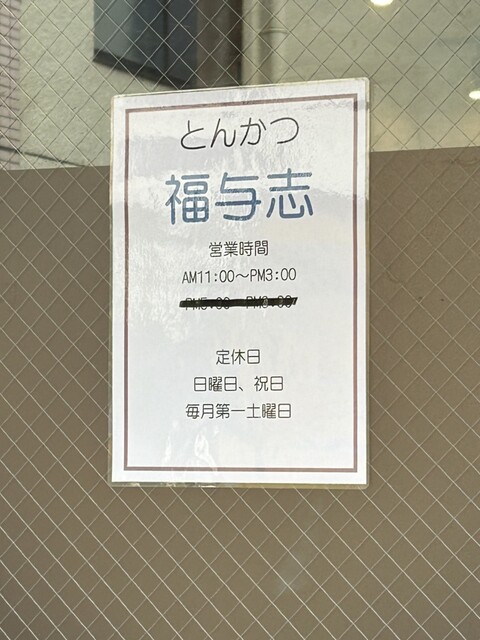 とんかつ
福与志
営業時間
AM11:00～PM3:00
定休日
日曜日、祝日
毎月第一土曜日